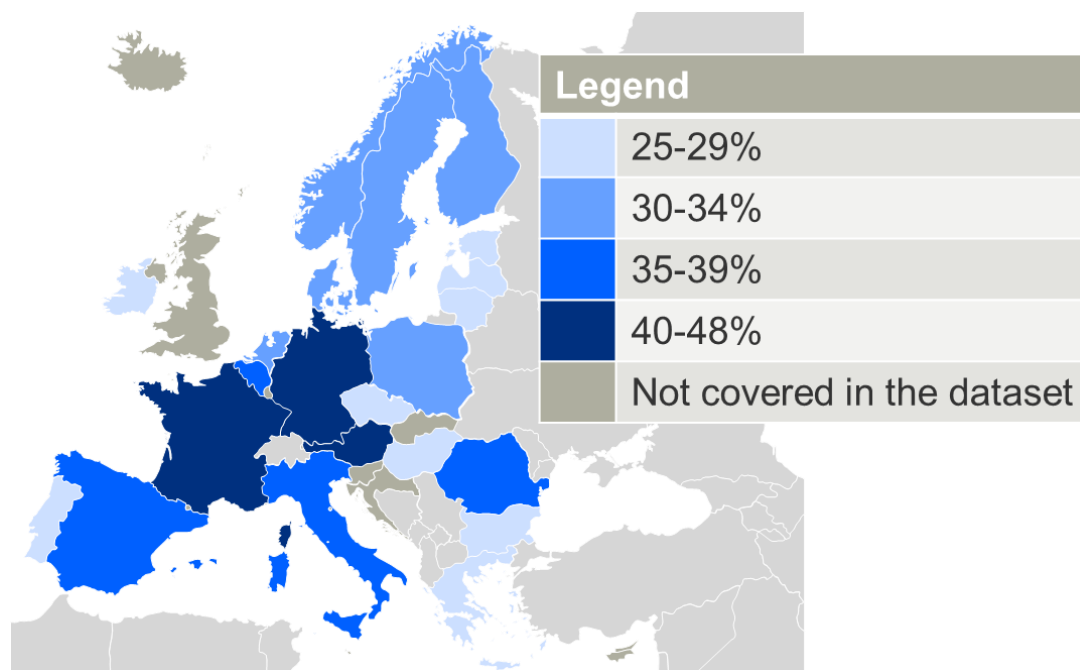 Legend
25-29%
30-34%
35-39%
40-48%
Not covered in the dataset